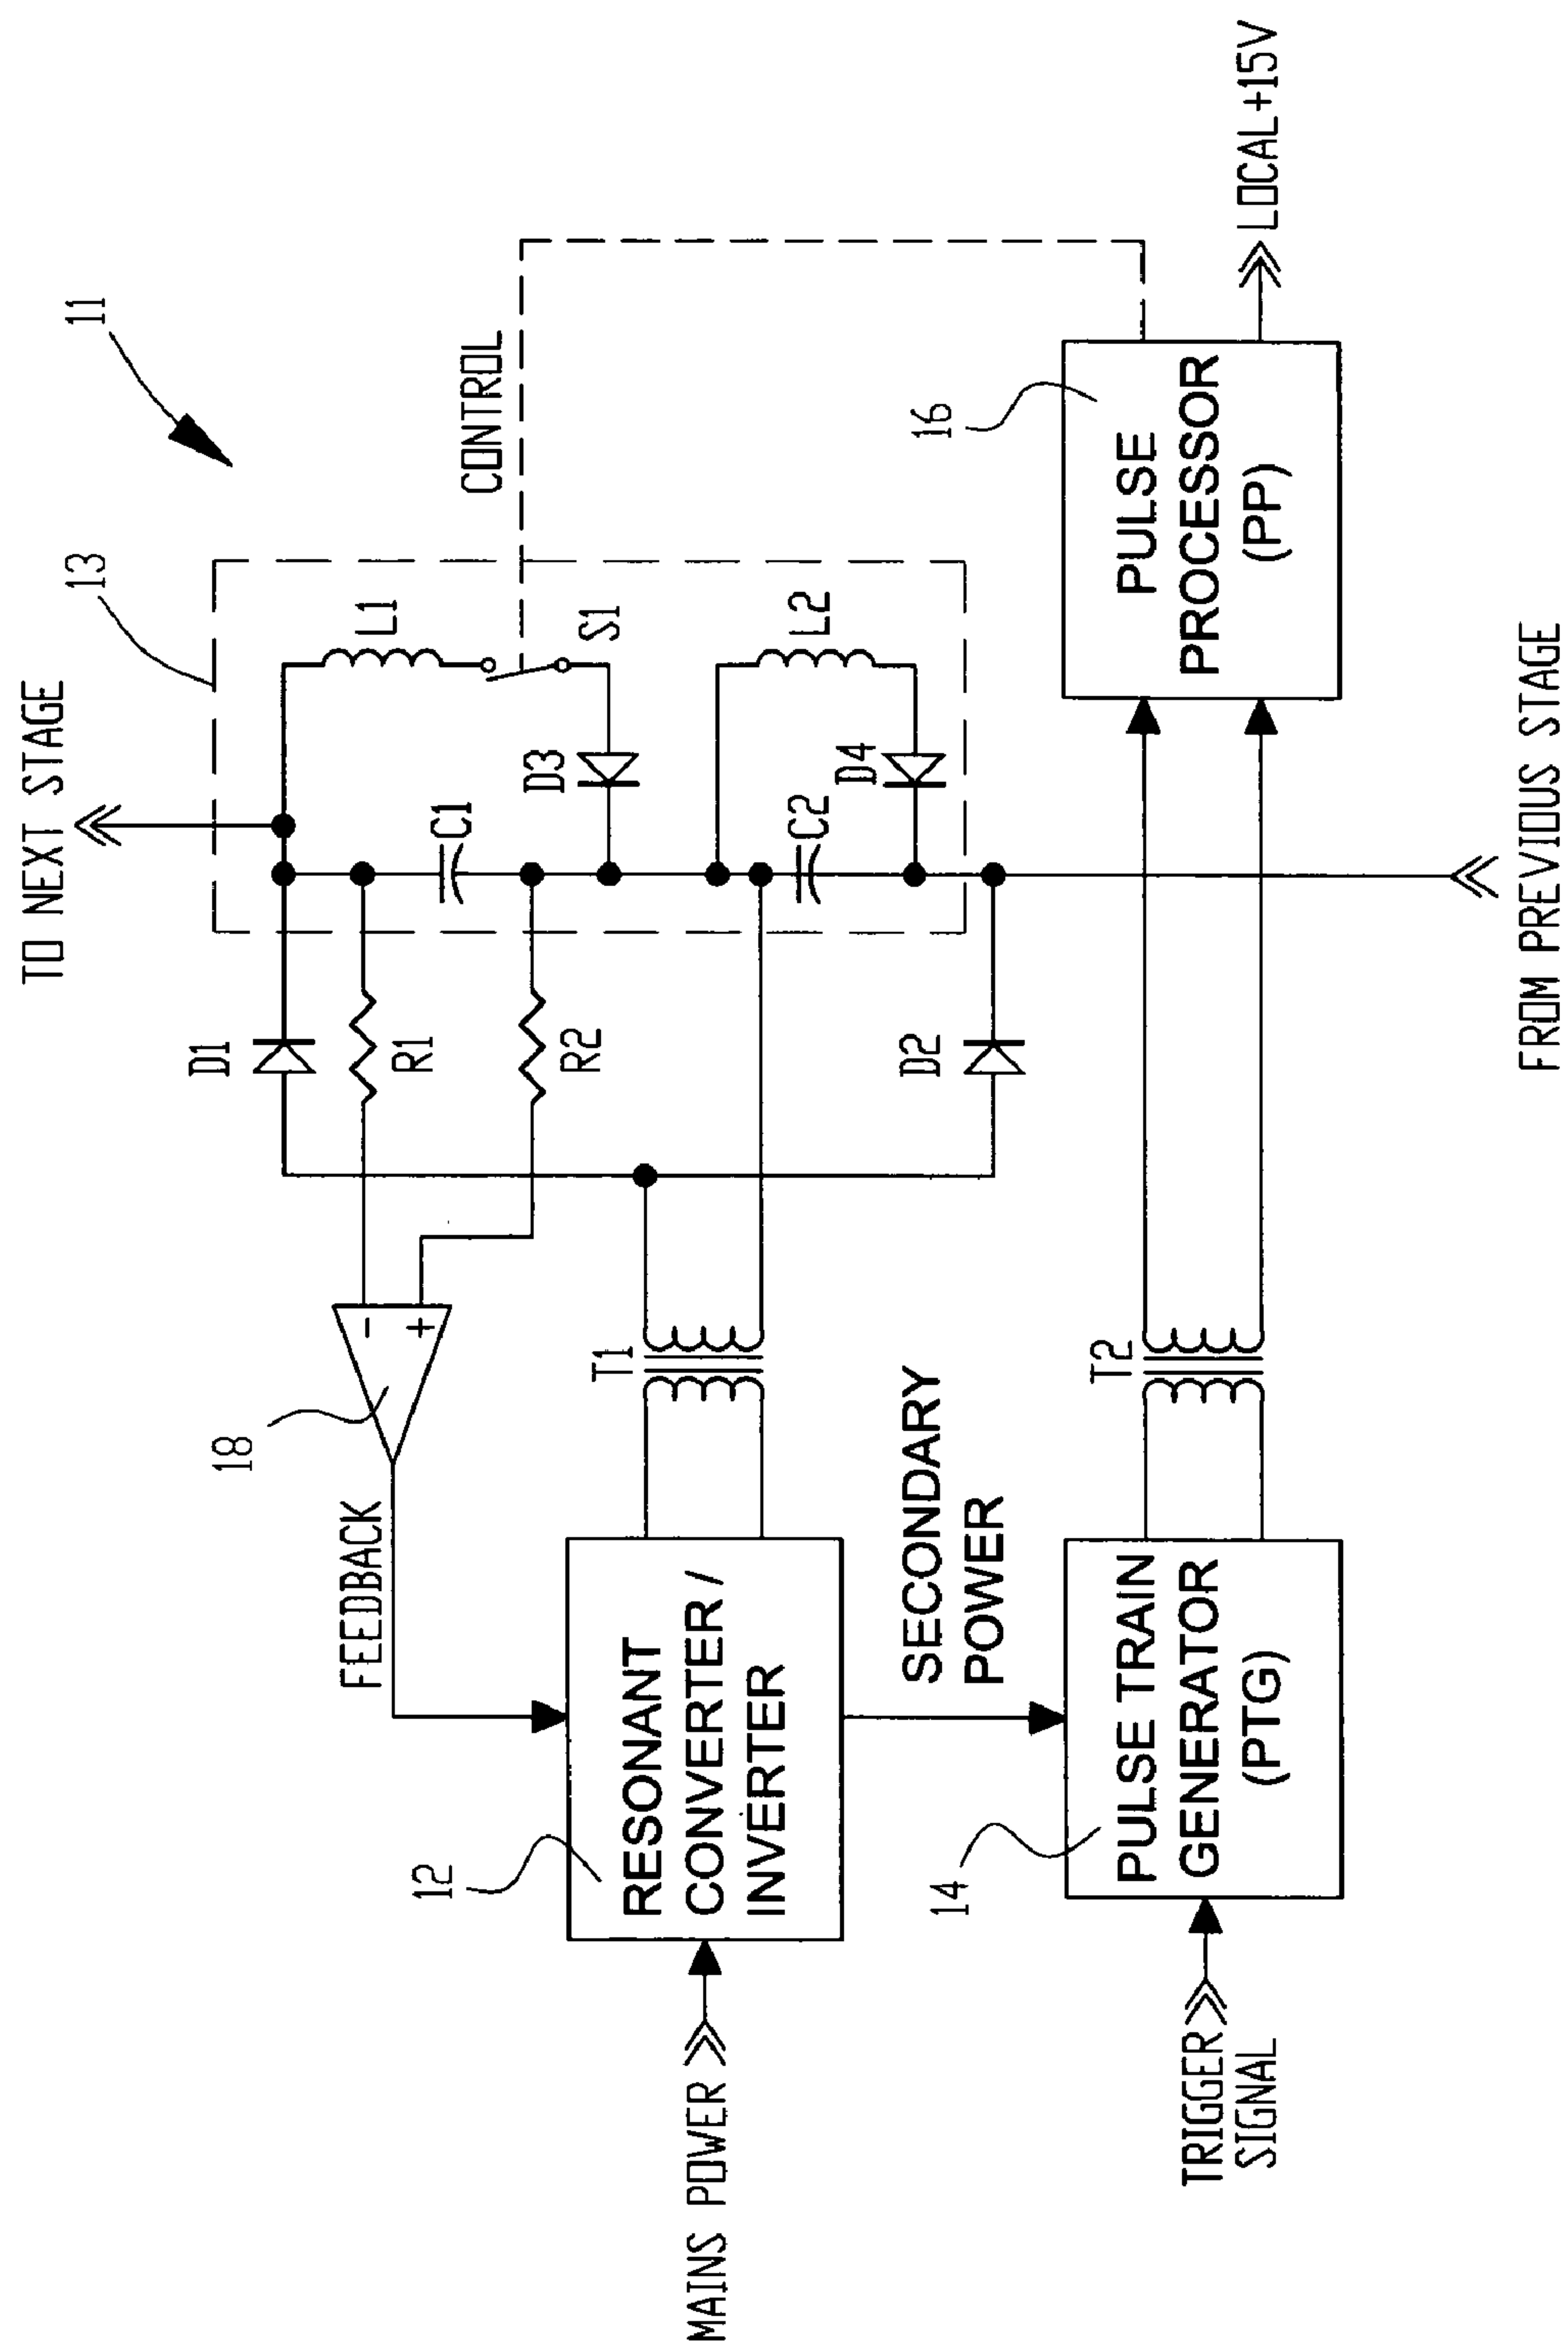 TO NEXT STAGE
11
13
CONTROL
L1
S1
D3
C1
L2
D4
C2
D1
R1
R2
D2
18
-
+
FEEDBACK
T1
12
RESONANT
CONVERTER /
INVERTER
MAINS POWER
SECONDARY
POWER
T2
14
PULSE TRAIN
GENERATOR
(PTG)
TRIGGER
SIGNAL
16
PULSE
PROCESSOR
(PP)
LOCAL+15V
FROM PREVIOUS STAGE